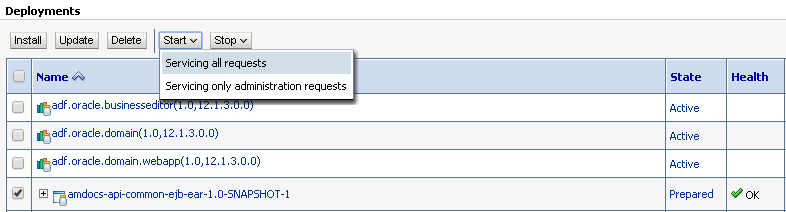 Deployments
Install Update Delete Start Stop
Servicing all requests
Servicing only administration requests
Name State Health
adf.oracle.businesseditor(1.0,12.1.3.0.0) Active
adf.oracle.domain(1.0,12.1.3.0.0) Active
adf.oracle.domain.webapp(1.0,12.1.3.0.0) Active
amdocs-api-common-ejb-ear-1.0-SNAPSHOT-1 Prepared OK